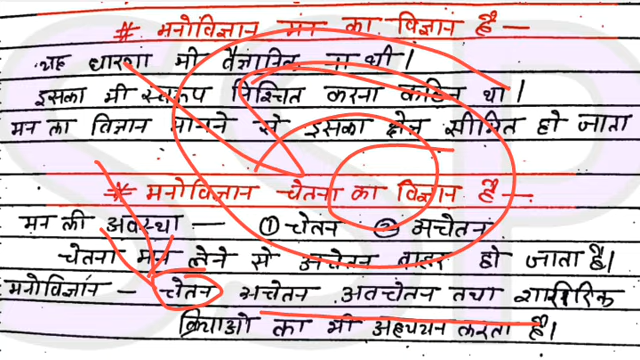 # मनोविज्ञान मन का विज्ञान है —
यह धारणा भी वैज्ञानिक ना थी।
इसका भी स्वरूप निश्चित करना कठिन था।
मन का विज्ञान मानने से इसका क्षेत्र सीमित हो जाता
# मनोविज्ञान चेतना का विज्ञान है —
मन की अवस्था — ① चेतन ② अचेतन
चेतना मन लेने से अचेतन बाहर हो जाता है।
मनोविज्ञान — चेतन अचेतन अवचेतन तथा शारीरिक
क्रियाओ का भी अध्ययन करता है।